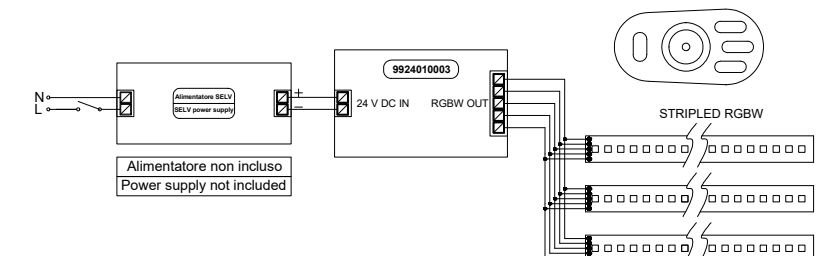 9924010003
N
L
Alimentatore SELV
SELV power supply
+
–
24 V DC IN
RGBW OUT
STRIPLED RGBW
Alimentatore non incluso
Power supply not included